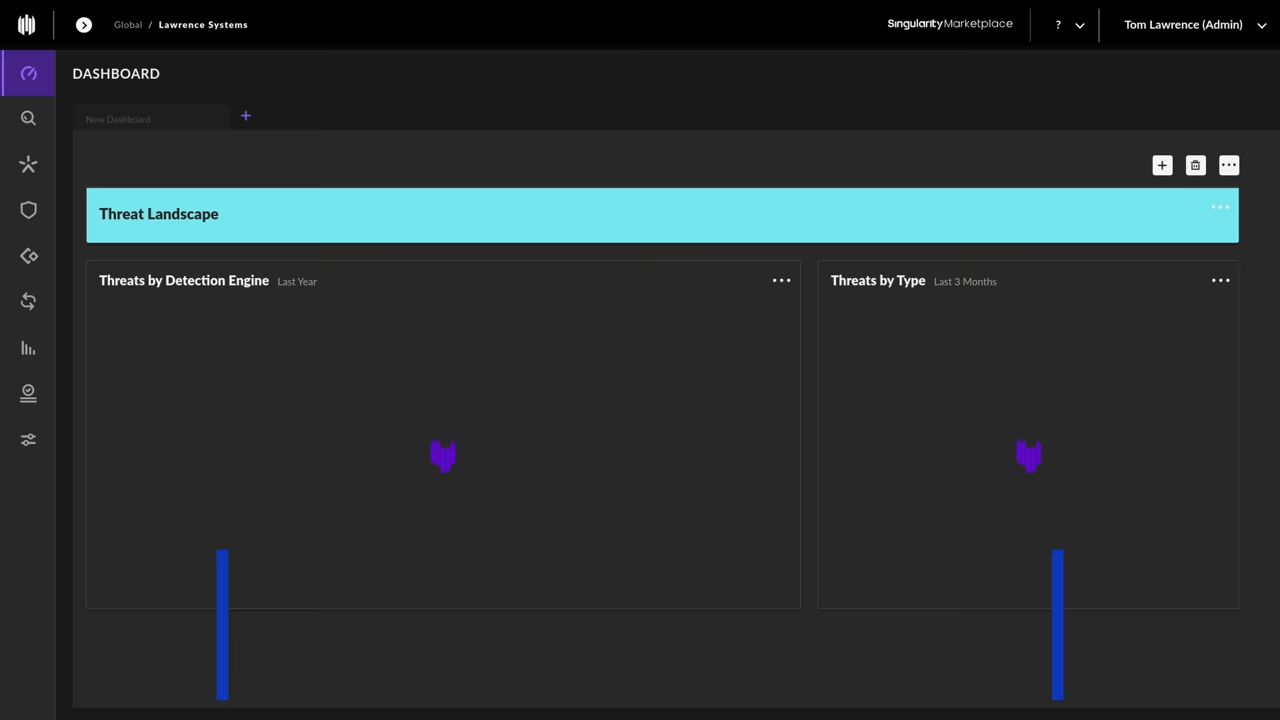 Global / Lawrence Systems
SingularityMarketplace
?
Tom Lawrence (Admin)
DASHBOARD
New Dashboard
+
Threat Landscape
Threats by Detection Engine Last Year
Threats by Type Last 3 Months